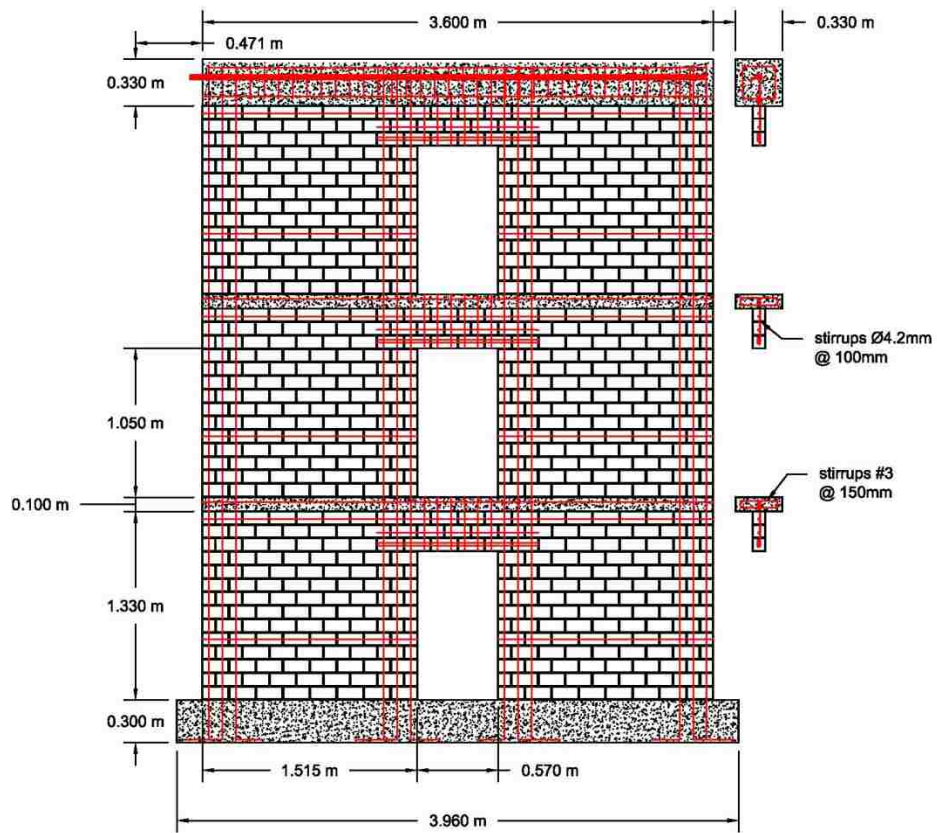 3.600 m
0.330 m
0.471 m
0.330 m
stirrups Ø4.2mm
@ 100mm
1.050 m
stirrups #3
@ 150mm
0.100 m
1.330 m
0.300 m
1.515 m
0.570 m
3.960 m